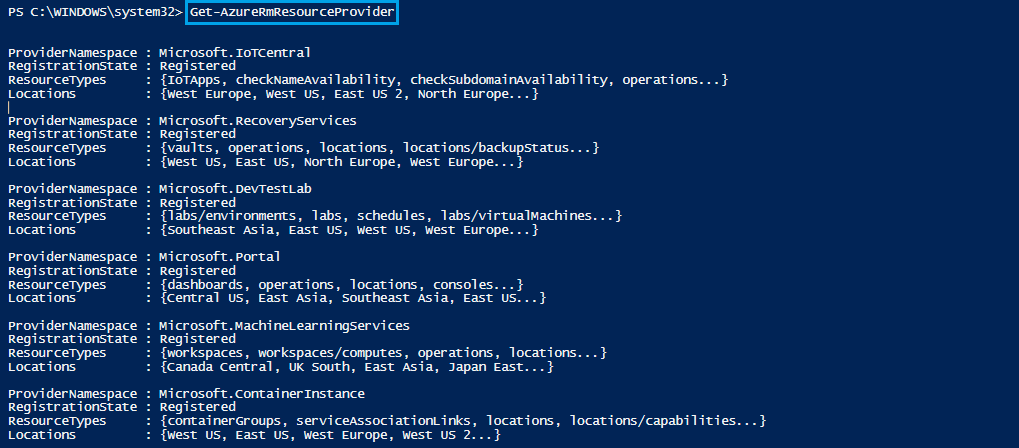 PS C:\WINDOWS\system32> Get-AzureRmResourceProvider
ProviderNamespace : Microsoft.IoTCentral
RegistrationState : Registered
ResourceTypes     : {IoTApps, checkNameAvailability, checkSubdomainAvailability, operations...}
Locations         : {West Europe, West US, East US 2, North Europe...}
ProviderNamespace : Microsoft.RecoveryServices
RegistrationState : Registered
ResourceTypes     : {vaults, operations, locations, locations/backupStatus...}
Locations         : {West US, East US, North Europe, West Europe...}
ProviderNamespace : Microsoft.DevTestLab
RegistrationState : Registered
ResourceTypes     : {labs/environments, labs, schedules, labs/virtualMachines...}
Locations         : {Southeast Asia, East US, West US, West Europe...}
ProviderNamespace : Microsoft.Portal
RegistrationState : Registered
ResourceTypes     : {dashboards, operations, locations, consoles...}
Locations         : {Central US, East Asia, Southeast Asia, East US...}
ProviderNamespace : Microsoft.MachineLearningServices
RegistrationState : Registered
ResourceTypes     : {workspaces, workspaces/computes, operations, locations...}
Locations         : {Canada Central, UK South, East Asia, Japan East...}
ProviderNamespace : Microsoft.ContainerInstance
RegistrationState : Registered
ResourceTypes     : {containerGroups, serviceAssociationLinks, locations, locations/capabilities...}
Locations         : {West US, East US, West Europe, West US 2...}